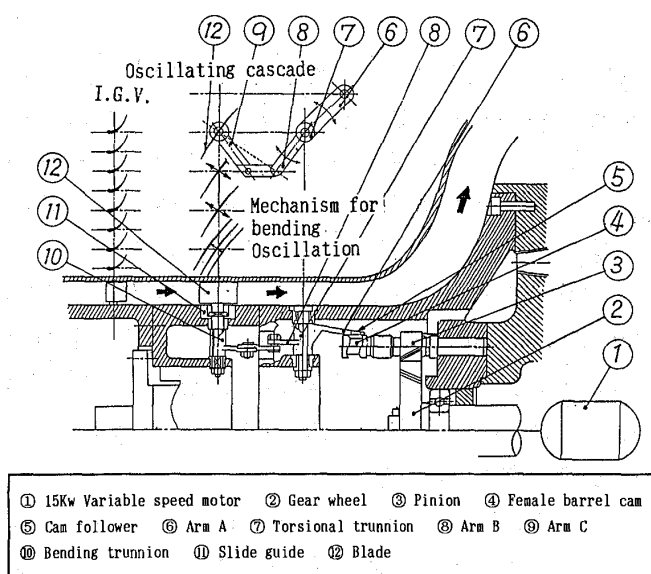 ⑫ ⑨ ⑧ ⑦ ⑥ ⑧ ⑦ ⑥
Oscillating cascade
I.G.V.
⑫
⑪
⑩
Mechanism for
bending
Oscillation
⑤
④
③
②
①
① 15Kw Variable speed motor ② Gear wheel ③ Pinion ④ Female barrel cam
⑤ Cam follower ⑥ Arm A ⑦ Torsional trunnion ⑧ Arm B ⑨ Arm C
⑩ Bending trunnion ⑪ Slide guide ⑫ Blade